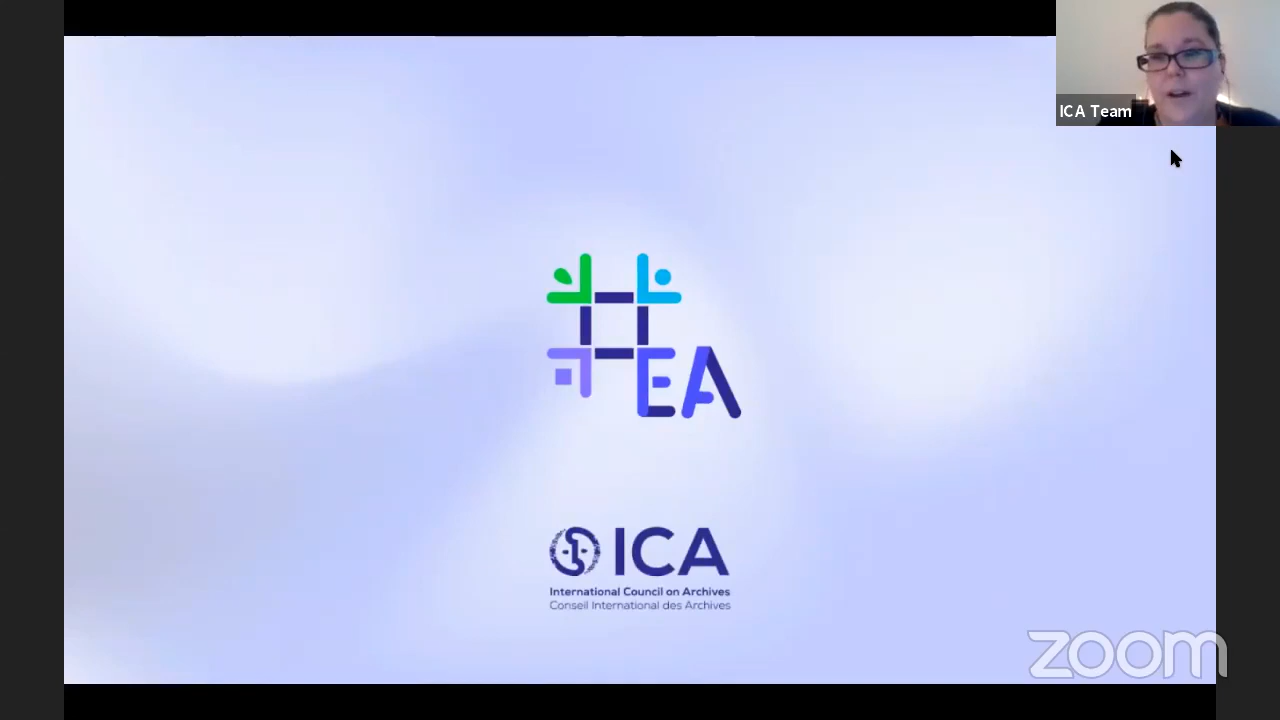 ICA Team
EA
ICA
International Council on Archives
Conseil International des Archives
zoom